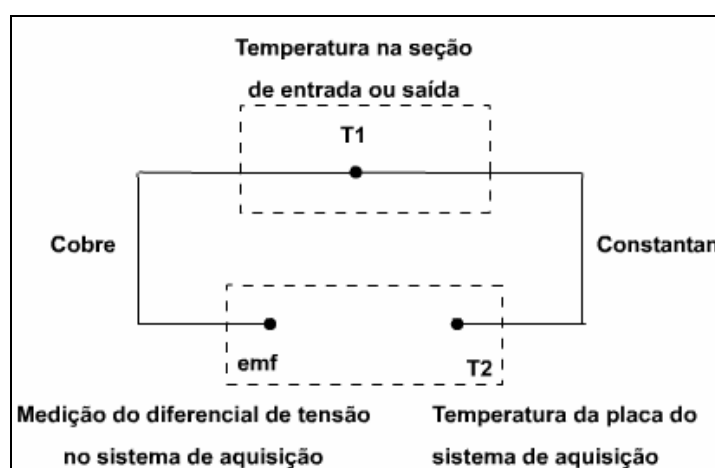 Temperatura na seção
de entrada ou saída
T1
Cobre
Constantan
emf
T2
Medição do diferencial de tensão
no sistema de aquisição
Temperatura da placa do
sistema de aquisição